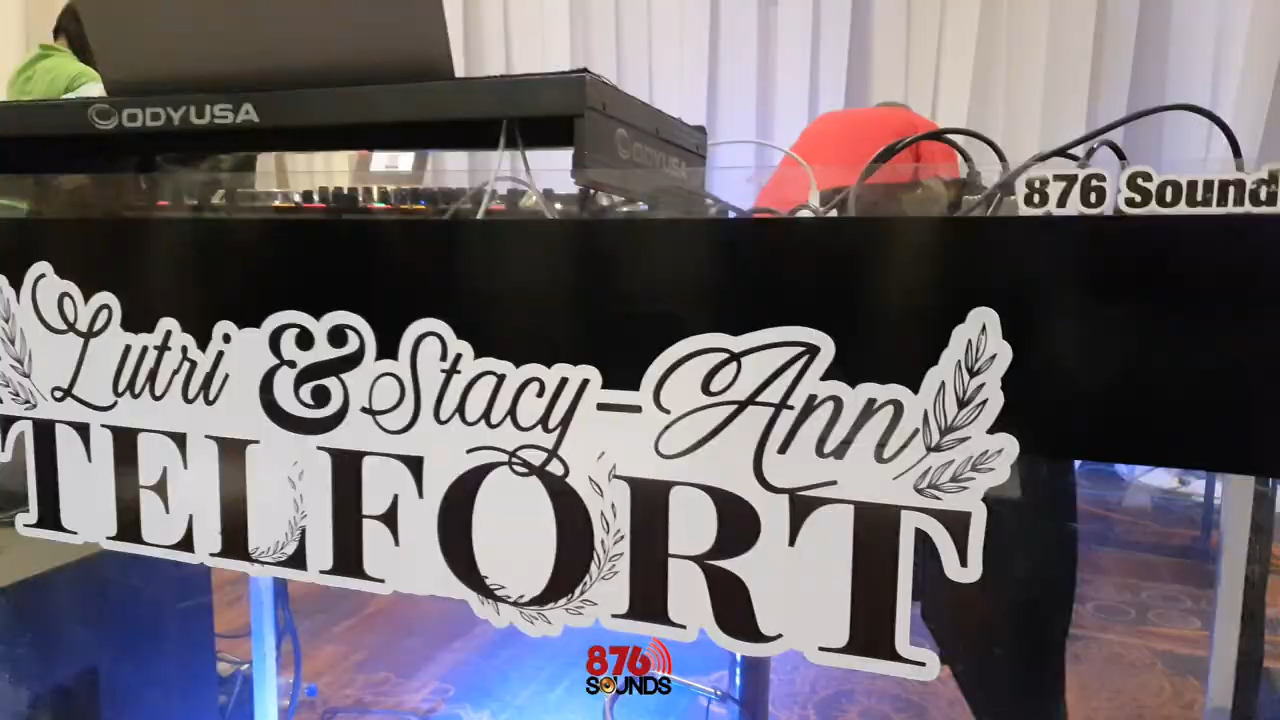 ODYUSA
ODYUSA
876 Sound
Lutri & Stacy-Ann
TELFORT
876
SOUNDS